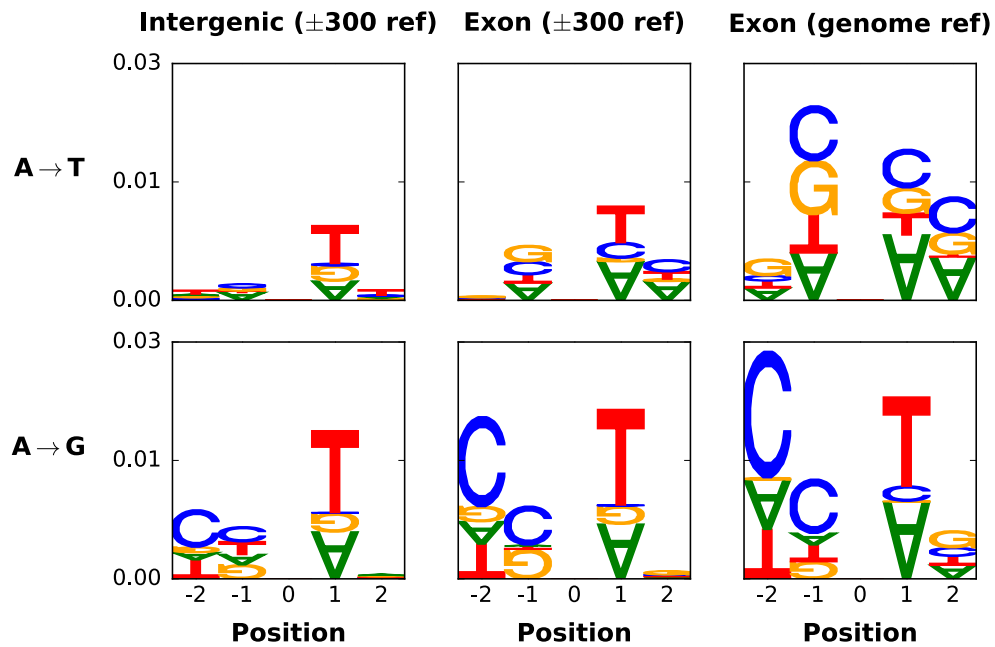 Intergenic (±300 ref) Exon (±300 ref) Exon (genome ref)
A→T
0.03
0.01
0.00
T C G A
C G T A
T C G A
T C G A
G C T A
T C G A
C G T A
G C T A
C G T A
C G T A
C G T A
A→G
0.03
0.01
0.00
C G A T
C T A G
T C G A
C G A T
C A T G
T C G A
C G A T
C A T G
T C G A
G C T A
-2 -1 0 1 2 -2 -1 0 1 2 -2 -1 0 1 2
Position Position Position